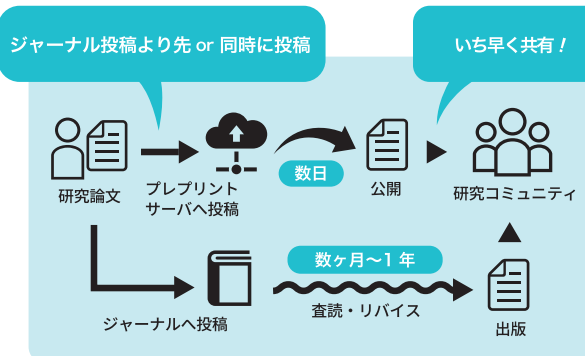 ジャーナル投稿より先 or 同時に投稿
いち早く共有！
研究論文
プレプリント
サーバへ投稿
数日
公開
研究コミュニティ
ジャーナルへ投稿
数ヶ月〜1 年
査読・リバイス
出版